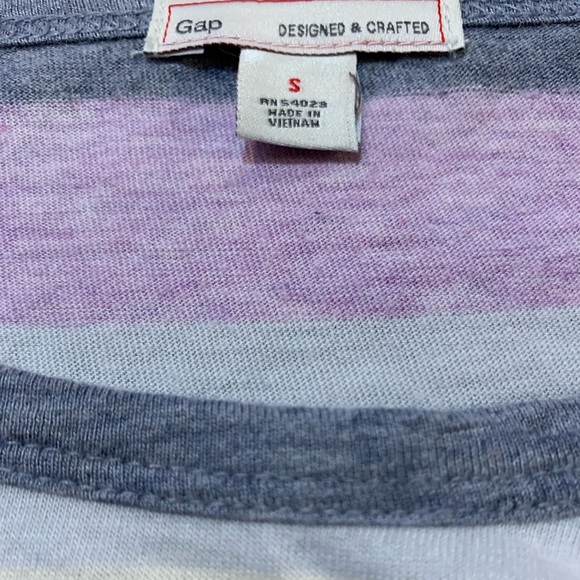 Gap
DESIGNED & CRAFTED
S
RN 54023
MADE IN
VIETNAM